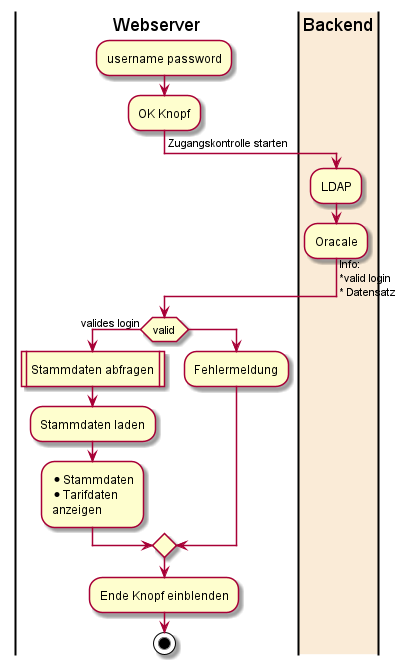 Webserver
Backend
username password
OK Knopf
Zugangskontrolle starten
LDAP
Oracale
Info:
*valid login
* Datensatz
valides login
valid
Stammdaten abfragen
Fehlermeldung
Stammdaten laden
• Stammdaten
• Tarifdaten
anzeigen
Ende Knopf einblenden